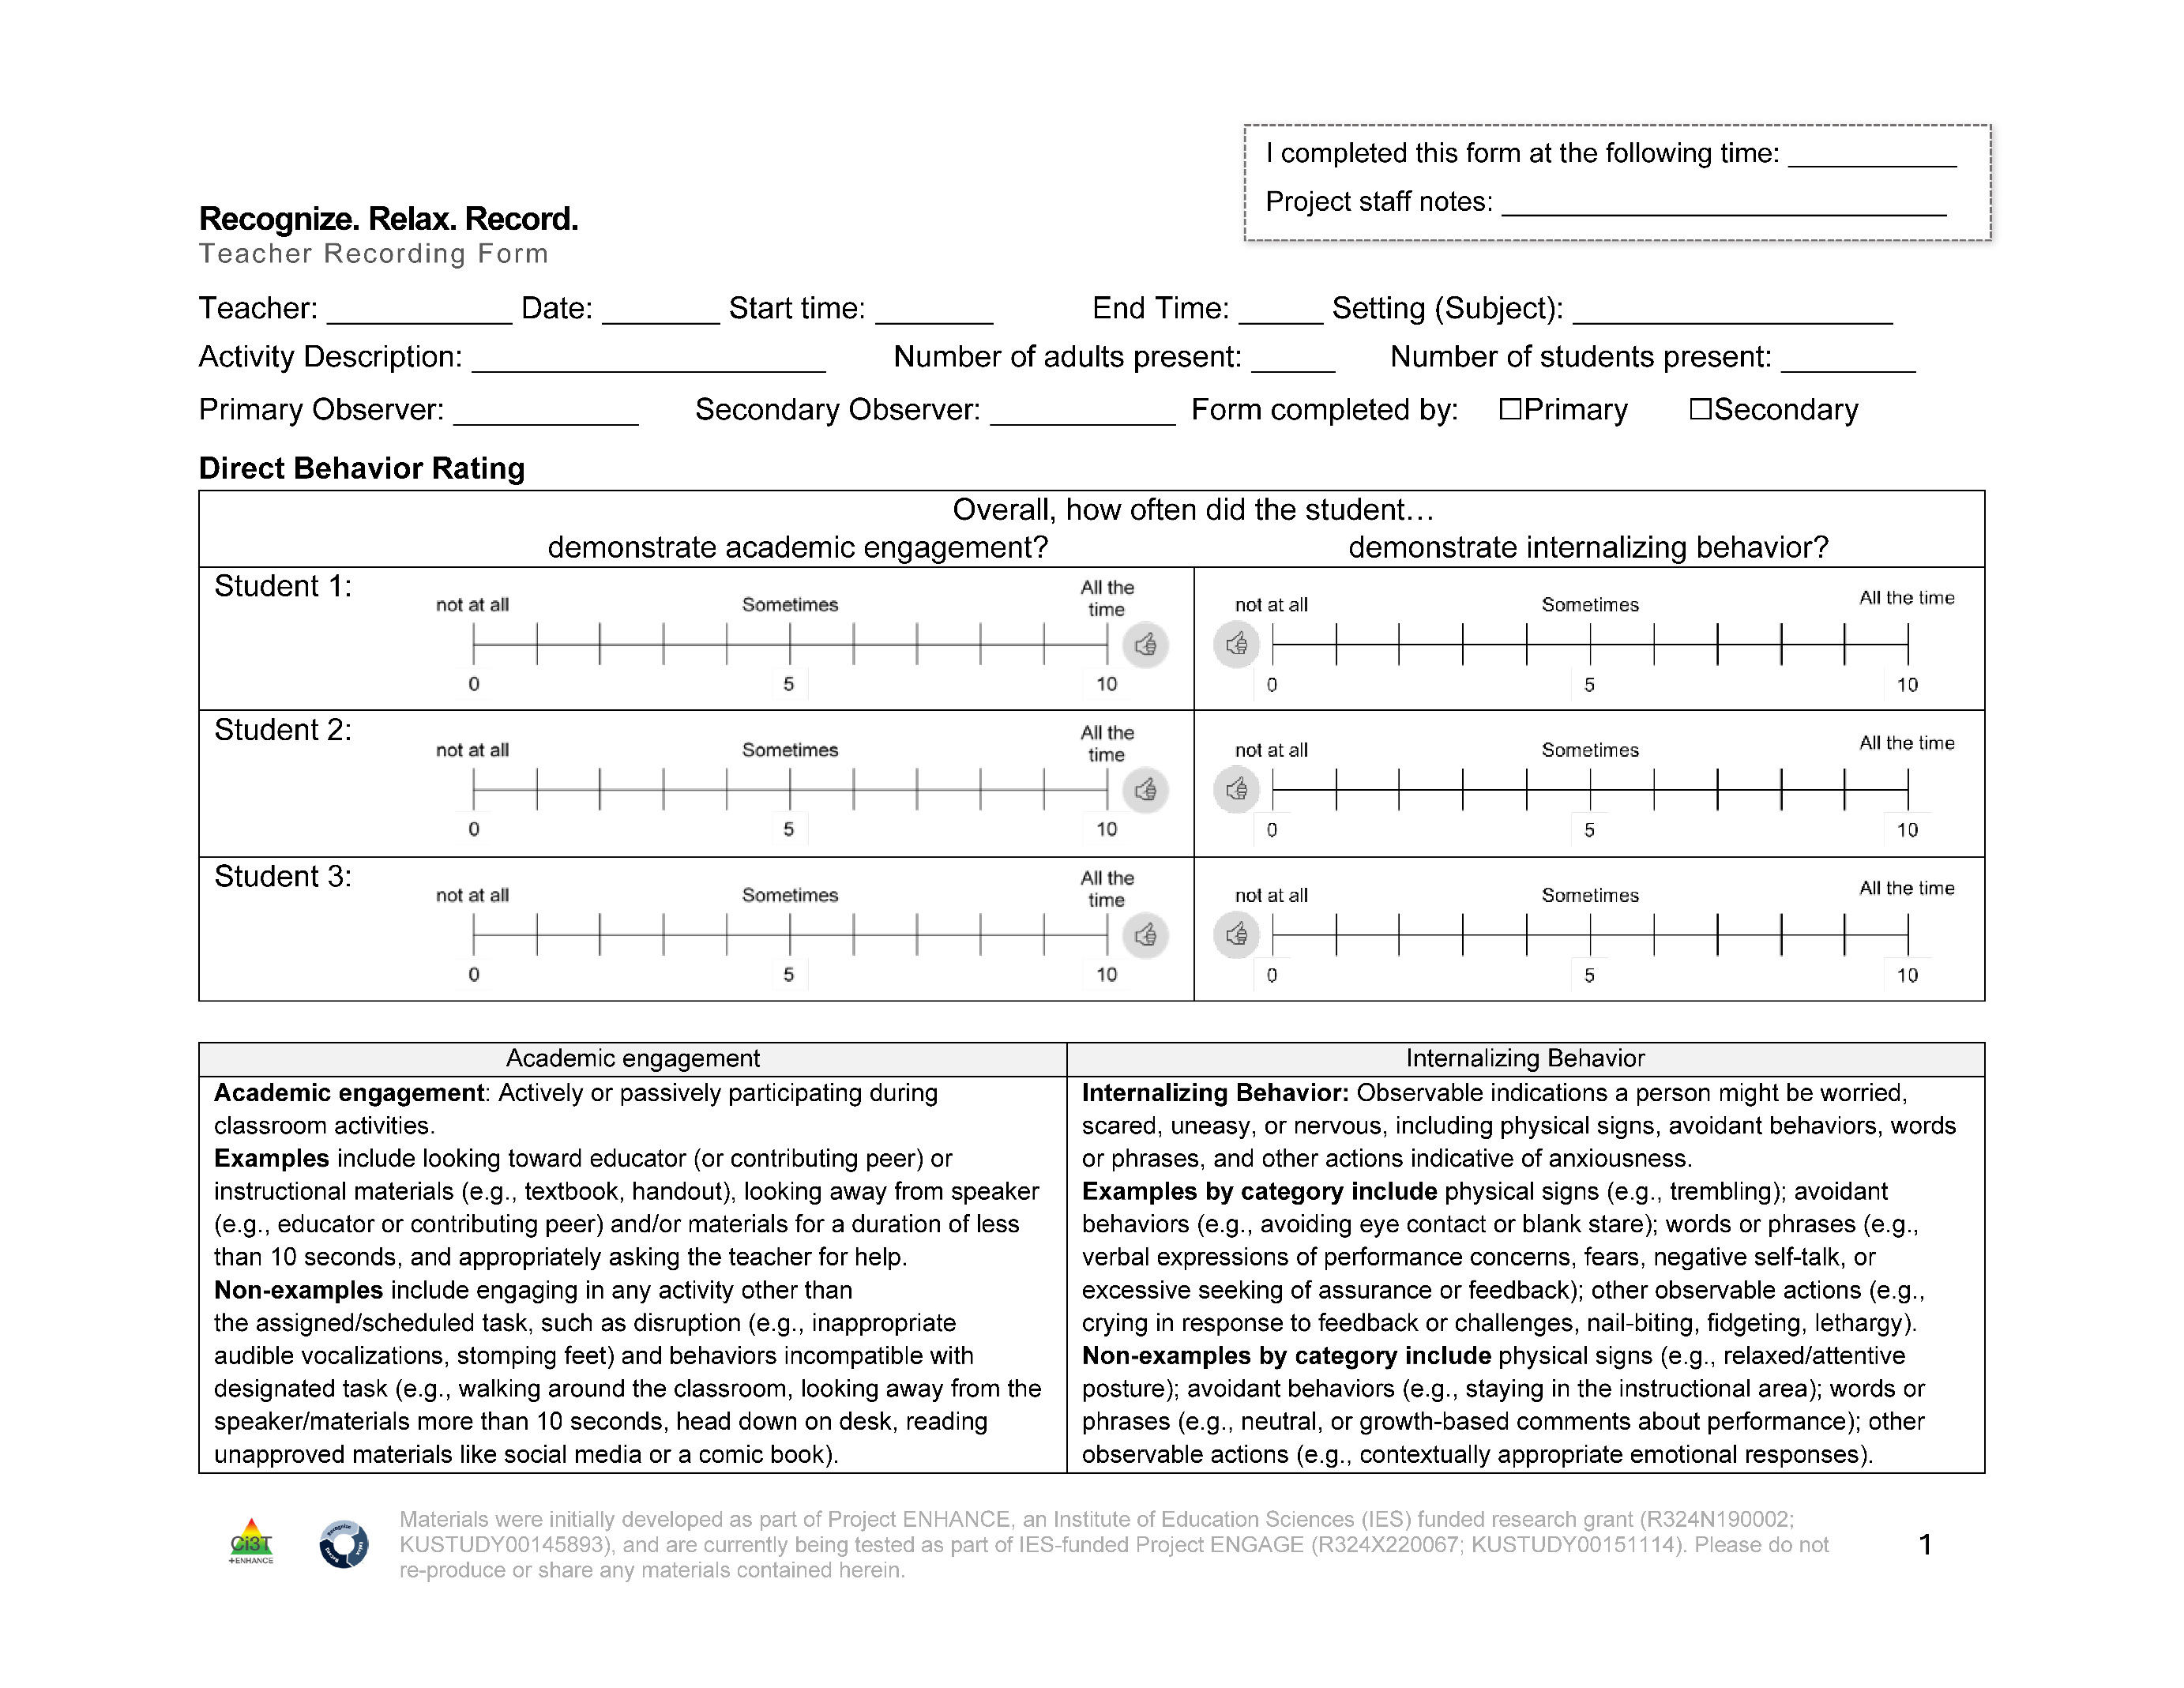 I completed this form at the following time: ____________
Project staff notes: ________________________________
Recognize. Relax. Record.
Teacher Recording Form
Teacher: ___________ Date: _______ Start time: _______ End Time: _____ Setting (Subject): ___________________
Activity Description: _____________________ Number of adults present: _____ Number of students present: ________
Primary Observer: ___________ Secondary Observer: ___________ Form completed by: ☐Primary ☐Secondary
Direct Behavior Rating
Overall, how often did the student…
demonstrate academic engagement? demonstrate internalizing behavior?
Student 1:
not at all Sometimes All the time
0 5 10
not at all Sometimes All the time
0 5 10
Student 2:
not at all Sometimes All the time
0 5 10
not at all Sometimes All the time
0 5 10
Student 3:
not at all Sometimes All the time
0 5 10
not at all Sometimes All the time
0 5 10
Academic engagement
Academic engagement: Actively or passively participating during
classroom activities.
Examples include looking toward educator (or contributing peer) or
instructional materials (e.g., textbook, handout), looking away from speaker
(e.g., educator or contributing peer) and/or materials for a duration of less
than 10 seconds, and appropriately asking the teacher for help.
Non-examples include engaging in any activity other than
the assigned/scheduled task, such as disruption (e.g., inappropriate
audible vocalizations, stomping feet) and behaviors incompatible with
designated task (e.g., walking around the classroom, looking away from the
speaker/materials more than 10 seconds, head down on desk, reading
unapproved materials like social media or a comic book).
Internalizing Behavior
Internalizing Behavior: Observable indications a person might be worried,
scared, uneasy, or nervous, including physical signs, avoidant behaviors, words
or phrases, and other actions indicative of anxiousness.
Examples by category include physical signs (e.g., trembling); avoidant
behaviors (e.g., avoiding eye contact or blank stare); words or phrases (e.g.,
verbal expressions of performance concerns, fears, negative self-talk, or
excessive seeking of assurance or feedback); other observable actions (e.g.,
crying in response to feedback or challenges, nail-biting, fidgeting, lethargy).
Non-examples by category include physical signs (e.g., relaxed/attentive
posture); avoidant behaviors (e.g., staying in the instructional area); words or
phrases (e.g., neutral, or growth-based comments about performance); other
observable actions (e.g., contextually appropriate emotional responses).
Ci3T
+ENHANCE
Recognize Relax Record
Materials were initially developed as part of Project ENHANCE, an Institute of Education Sciences (IES) funded research grant (R324N190002;
KUSTUDY00145893), and are currently being tested as part of IES-funded Project ENGAGE (R324X220067; KUSTUDY00151114). Please do not
re-produce or share any materials contained herein.
1